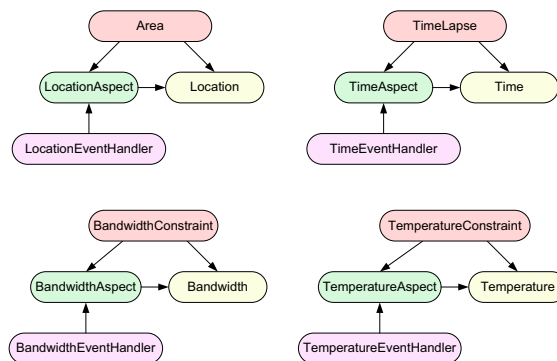 Area
TimeLapse
LocationAspect
Location
TimeAspect
Time
LocationEventHandler
TimeEventHandler
BandwidthConstraint
TemperatureConstraint
BandwidthAspect
Bandwidth
TemperatureAspect
Temperature
BandwidthEventHandler
TemperatureEventHandler